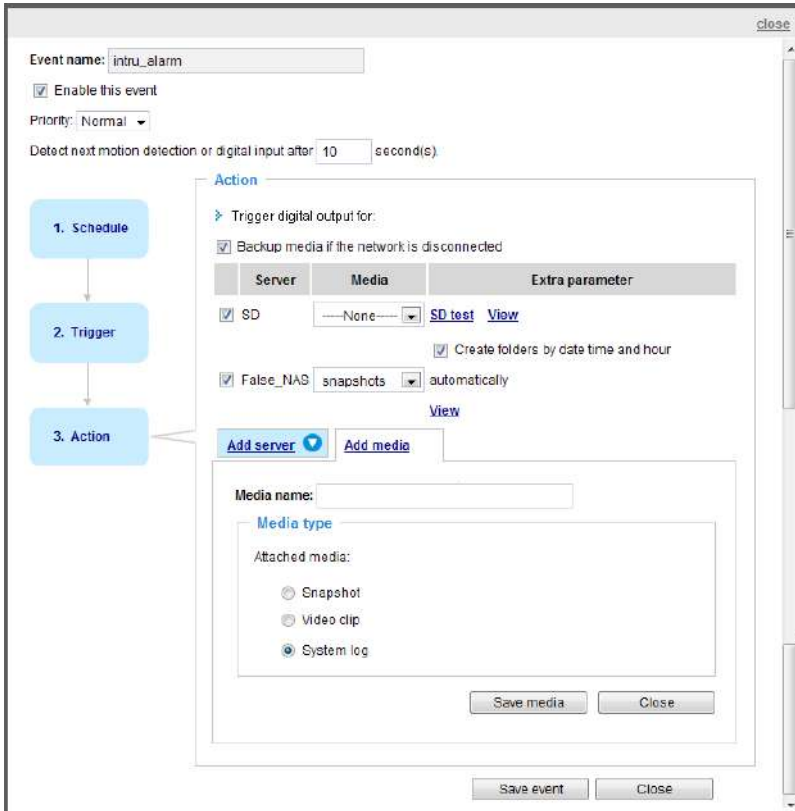 close
Event name: intru_alarm
Enable this event
Priority: Normal
Detect next motion detection or digital input after 10 second(s).
1. Schedule
2. Trigger
3. Action
Action
Trigger digital output for:
Backup media if the network is disconnected
Server Media Extra parameter
SD -----None----- SD test View
Create folders by date time and hour
False_NAS snapshots automatically
View
Add server Add media
Media name:
Media type
Attached media:
Snapshot
Video clip
System log
Save media Close
Save event Close